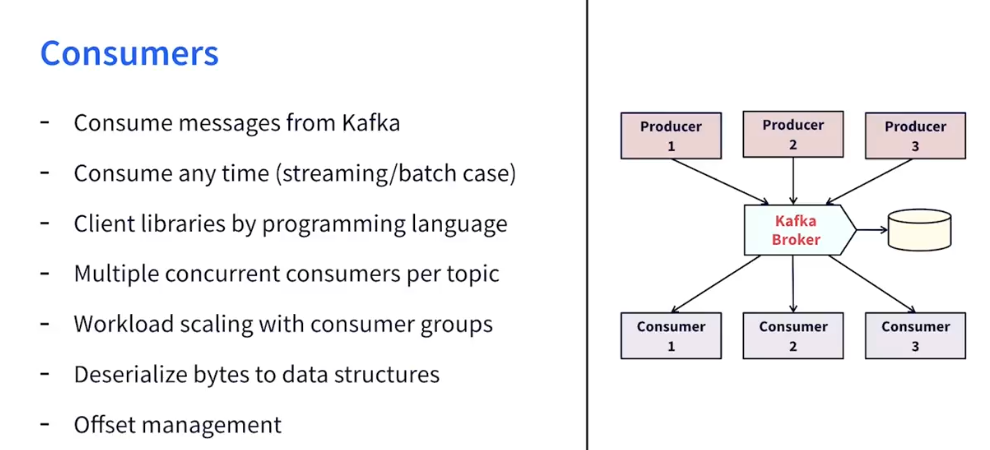 Consumers
- Consume messages from Kafka
- Consume any time (streaming/batch case)
- Client libraries by programming language
- Multiple concurrent consumers per topic
- Workload scaling with consumer groups
- Deserialize bytes to data structures
- Offset management
Producer
1
Producer
2
Producer
3
Kafka
Broker
Consumer
1
Consumer
2
Consumer
3